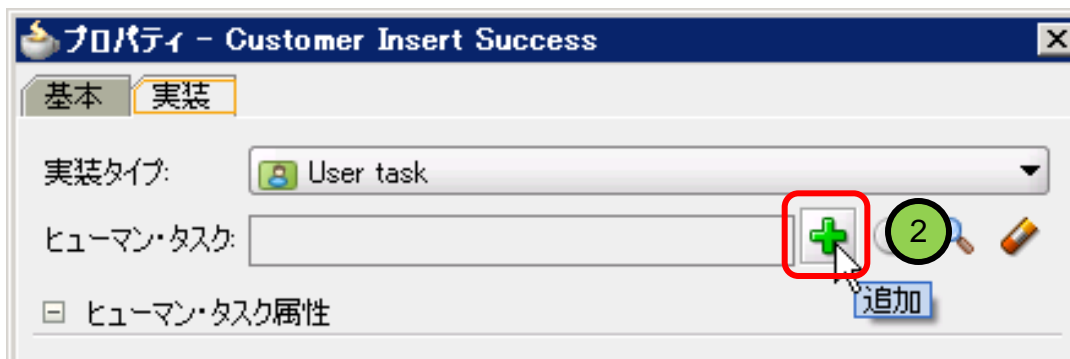 プロパティ - Customer Insert Success
基本 実装
実装タイプ: User task
ヒューマン・タスク: 2
追加
ヒューマン・タスク属性